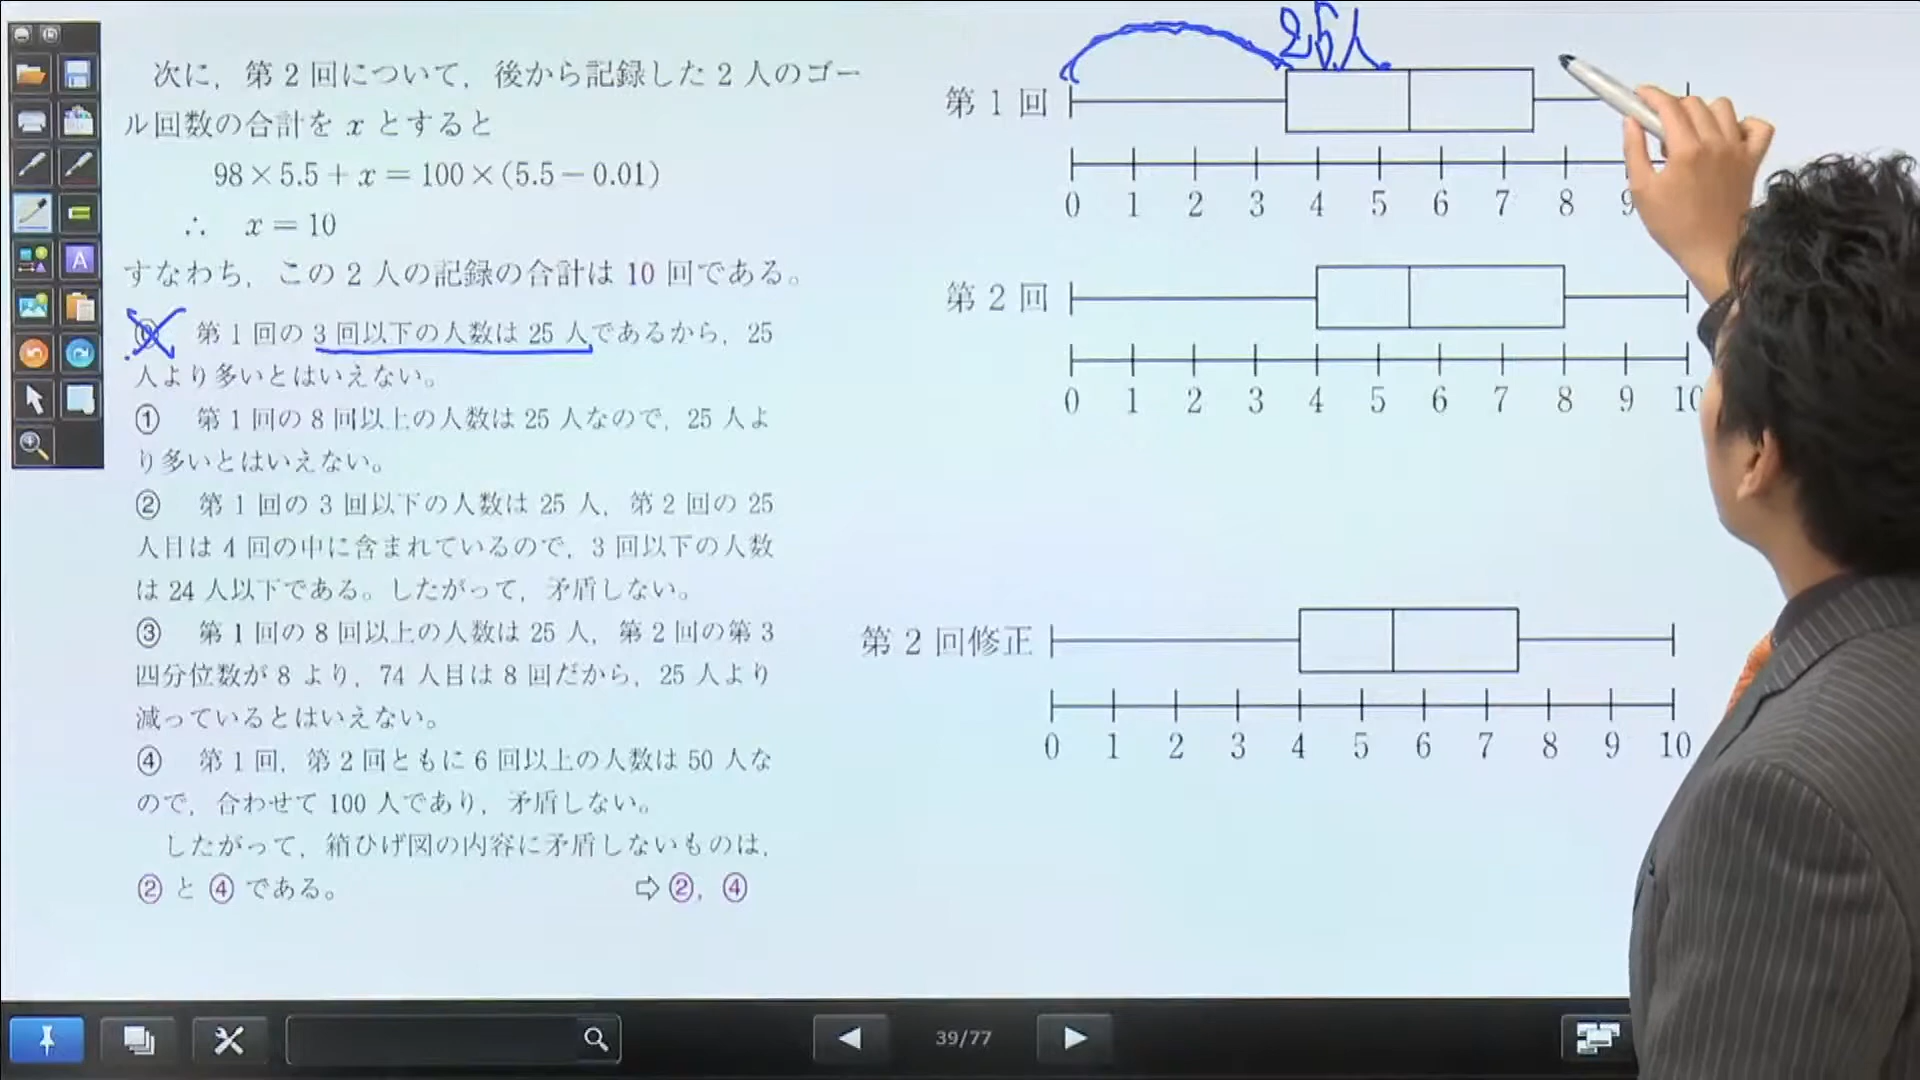 次に，第 2 回について，後から記録した 2 人のゴー
ル回数の合計を x とすると
98×5.5＋x＝100×(5.5－0.01)
∴ x＝10
すなわち，この 2 人の記録の合計は 10 回である。
⓪ 第 1 回の 3 回以下の人数は 25 人であるから，25
人より多いとはいえない。
① 第 1 回の 8 回以上の人数は 25 人なので，25 人よ
り多いとはいえない。
② 第 1 回の 3 回以下の人数は 25 人，第 2 回の 25
人目は 4 回の中に含まれているので，3 回以下の人数
は 24 人以下である。したがって，矛盾しない。
③ 第 1 回の 8 回以上の人数は 25 人，第 2 回の第 3
四分位数が 8 より，74 人目は 8 回だから，25 人より
減っているとはいえない。
④ 第 1 回，第 2 回ともに 6 回以上の人数は 50 人な
ので，合わせて 100 人であり，矛盾しない。
したがって，箱ひげ図の内容に矛盾しないものは，
② と ④ である。 ⇨ ②，④
25人
第 1 回
0 1 2 3 4 5 6 7 8 9
第 2 回
0 1 2 3 4 5 6 7 8 9 10
第 2 回修正
0 1 2 3 4 5 6 7 8 9 10
A
39/77